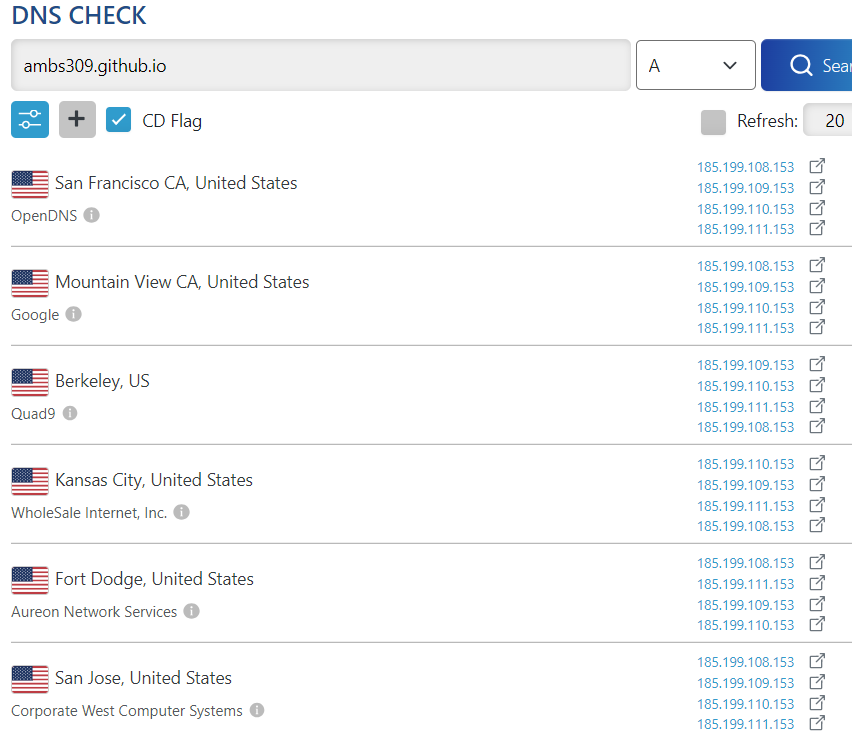 DNS CHECK
ambs309.github.io
A
Sear
CD Flag
Refresh:
20
San Francisco CA, United States
OpenDNS
185.199.108.153
185.199.109.153
185.199.110.153
185.199.111.153
Mountain View CA, United States
Google
185.199.108.153
185.199.109.153
185.199.110.153
185.199.111.153
Berkeley, US
Quad9
185.199.109.153
185.199.110.153
185.199.111.153
185.199.108.153
Kansas City, United States
WholeSale Internet, Inc.
185.199.110.153
185.199.109.153
185.199.111.153
185.199.108.153
Fort Dodge, United States
Aureon Network Services
185.199.108.153
185.199.111.153
185.199.109.153
185.199.110.153
San Jose, United States
Corporate West Computer Systems
185.199.108.153
185.199.109.153
185.199.110.153
185.199.111.153